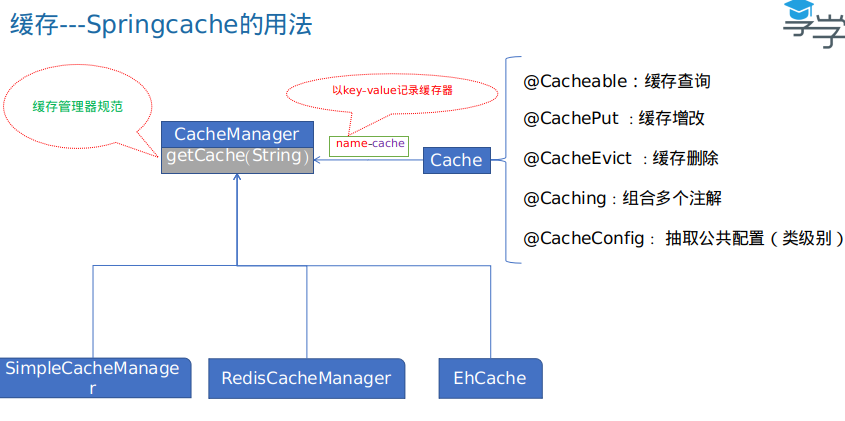 缓存---Springcache的用法
享学
以key-value记录缓存器
缓存管理器规范
CacheManager
getCache(String)
name-cache
Cache
@Cacheable：缓存查询
@CachePut ：缓存增改
@CacheEvict ：缓存删除
@Caching：组合多个注解
@CacheConfig： 抽取公共配置（类级别）
SimpleCacheManage
r
RedisCacheManager
EhCache